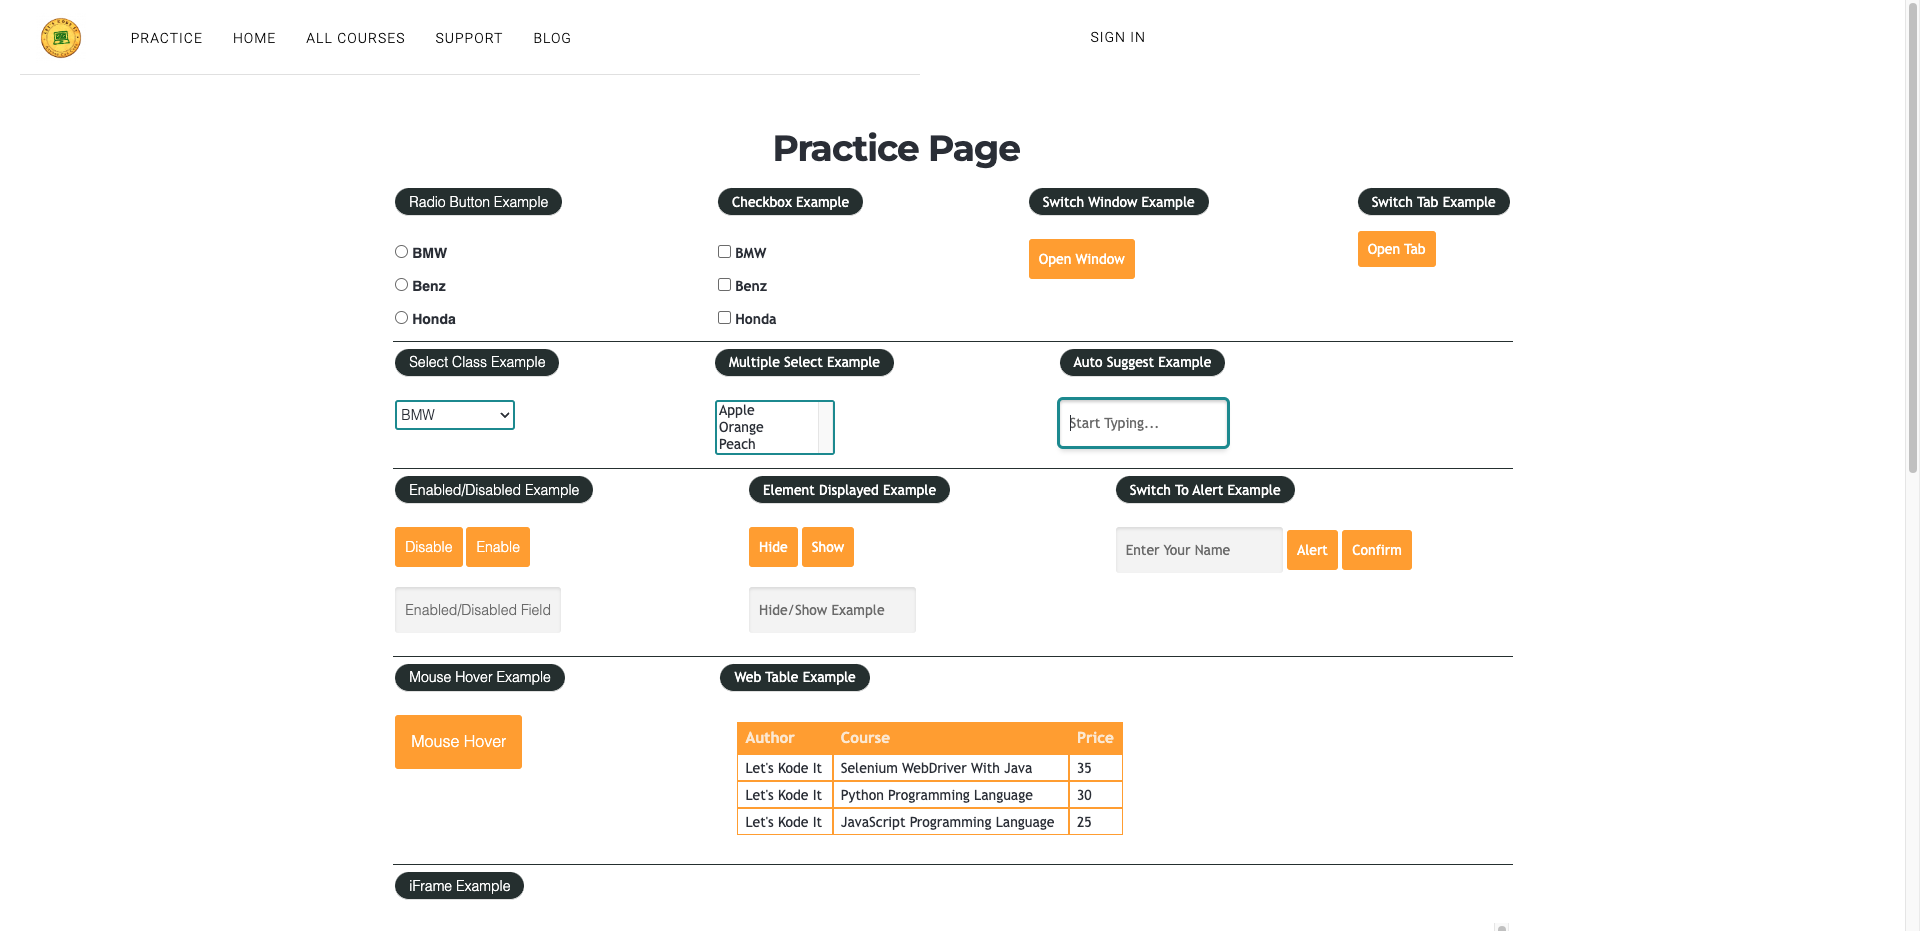 PRACTICE HOME ALL COURSES SUPPORT BLOG SIGN IN
Practice Page
Radio Button Example Checkbox Example Switch Window Example Switch Tab Example
BMW BMW Open Window Open Tab
Benz Benz
Honda Honda
Select Class Example Multiple Select Example Auto Suggest Example
BMW Apple Start Typing...
Orange
Peach
Enabled/Disabled Example Element Displayed Example Switch To Alert Example
Disable Enable Hide Show Enter Your Name Alert Confirm
Enabled/Disabled Field Hide/Show Example
Mouse Hover Example Web Table Example
Mouse Hover
Author Course Price
Let's Kode It Selenium WebDriver With Java 35
Let's Kode It Python Programming Language 30
Let's Kode It JavaScript Programming Language 25
iFrame Example